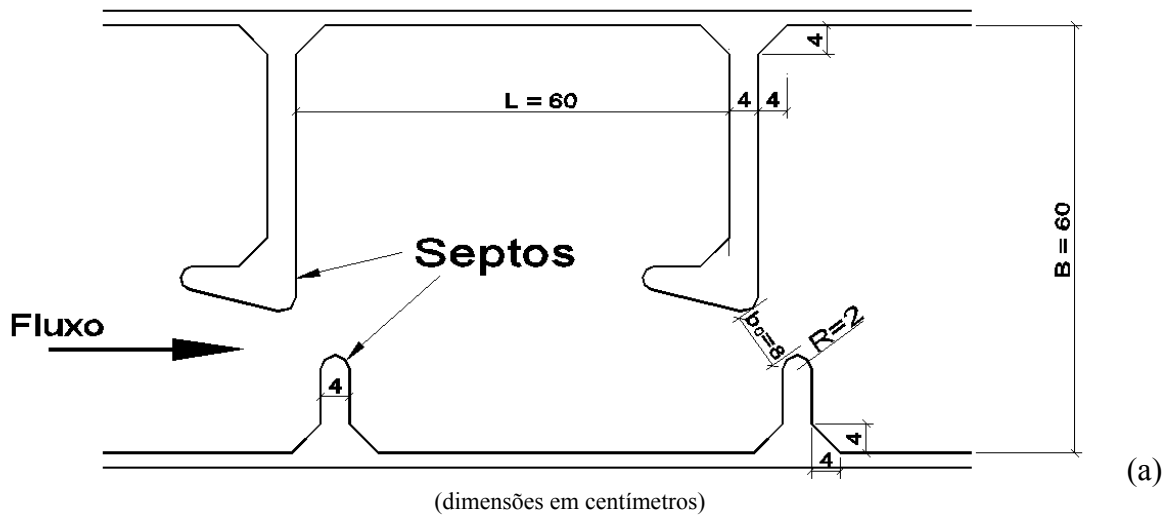 4
L = 60
4
4
Septos
B = 60
Fluxo
b₀=8
R=2
4
4
4
(a)
(dimensões em centímetros)